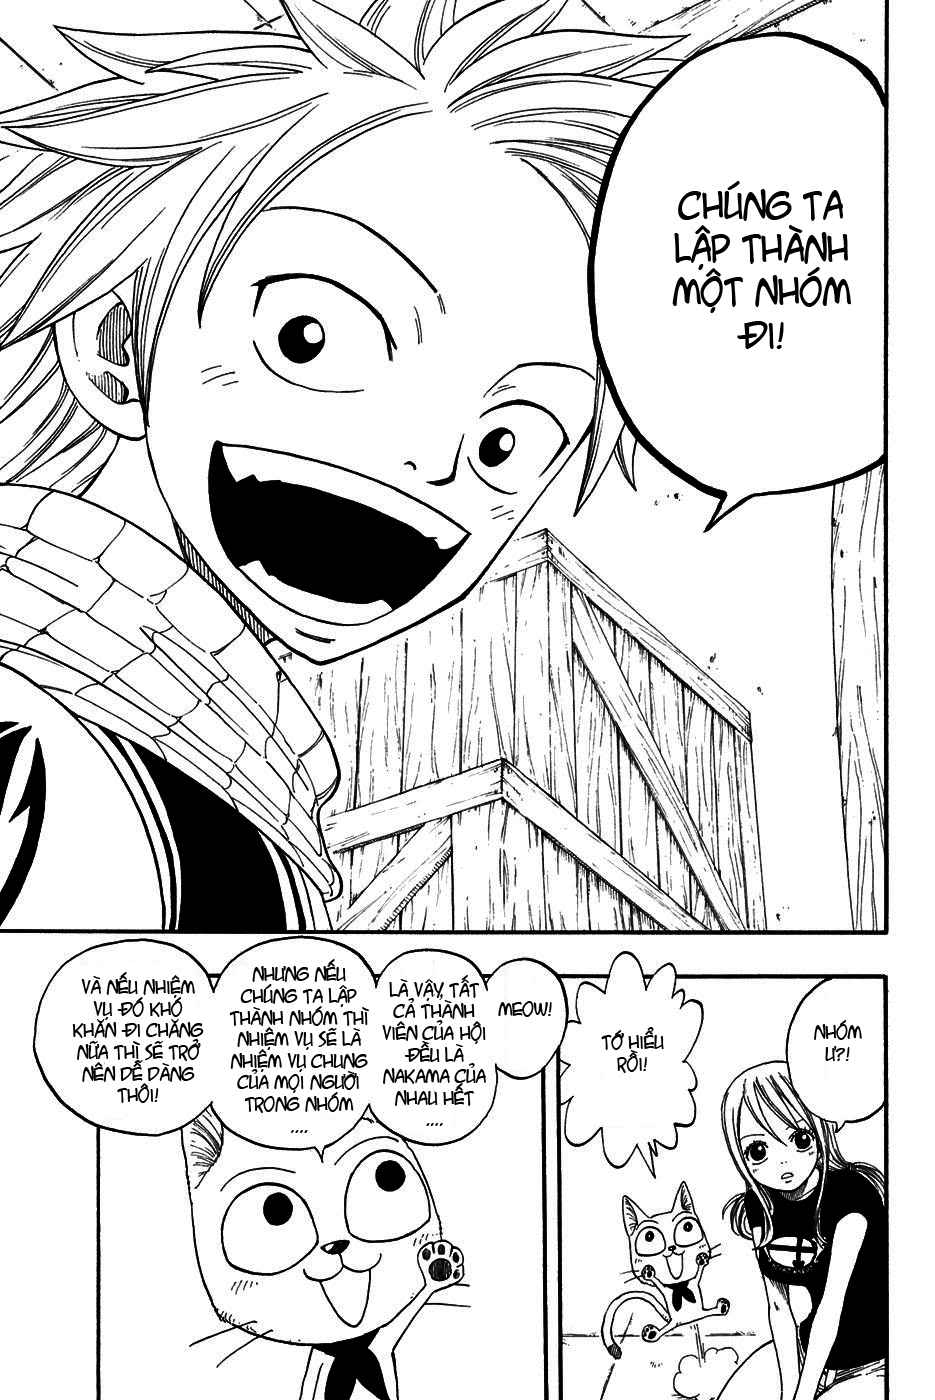 CHÚNG TA
LẬP THÀNH
MỘT NHÓM
ĐI!
NHÓM
Ư?!
TỚ HIỂU
RỒI!
MEOW!
LÀ VẬY, TẤT
CẢ THÀNH
VIÊN CỦA HỘI
ĐỀU LÀ
NAKAMA CỦA
NHAU HẾT
....
NHƯNG NẾU
CHÚNG TA LẬP
THÀNH NHÓM THÌ
NHIỆM VỤ SẼ LÀ
NHIỆM VỤ CHUNG
CỦA MỌI NGƯỜI
TRONG NHÓM
....
VÀ NẾU NHIỆM
VỤ ĐÓ KHÓ
KHĂN ĐI CHĂNG
NỮA THÌ SẼ TRỞ
NÊN DỄ DÀNG
THÔI!